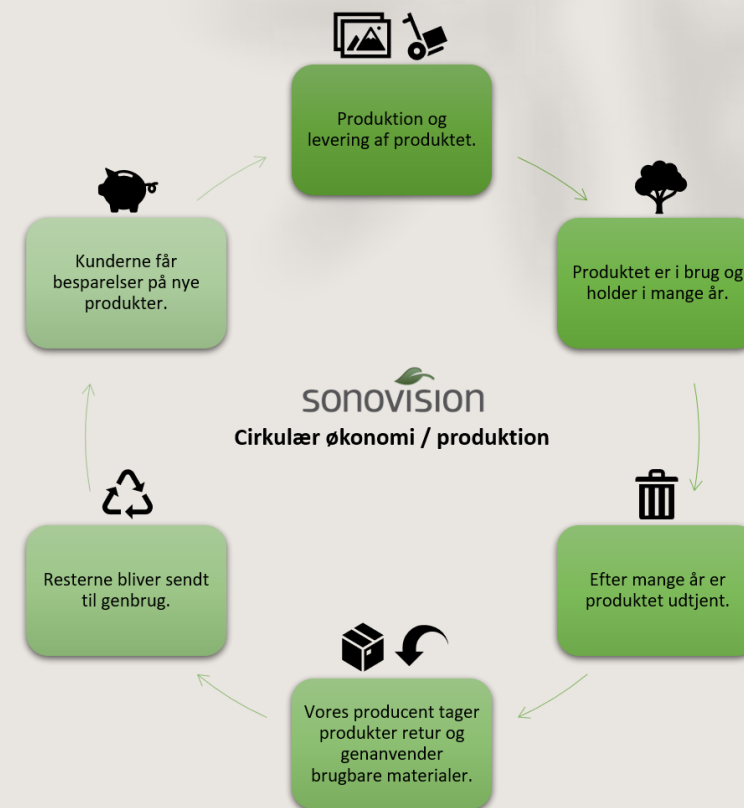 Produktion og
levering af produktet.
Produktet er i brug og
holder i mange år.
Efter mange år er
produktet udtjent.
Vores producent tager
produkter retur og
genanvender
brugbare materialer.
Resterne bliver sendt
til genbrug.
Kunderne får
besparelser på nye
produkter.
sonovision
Cirkulær økonomi / produktion